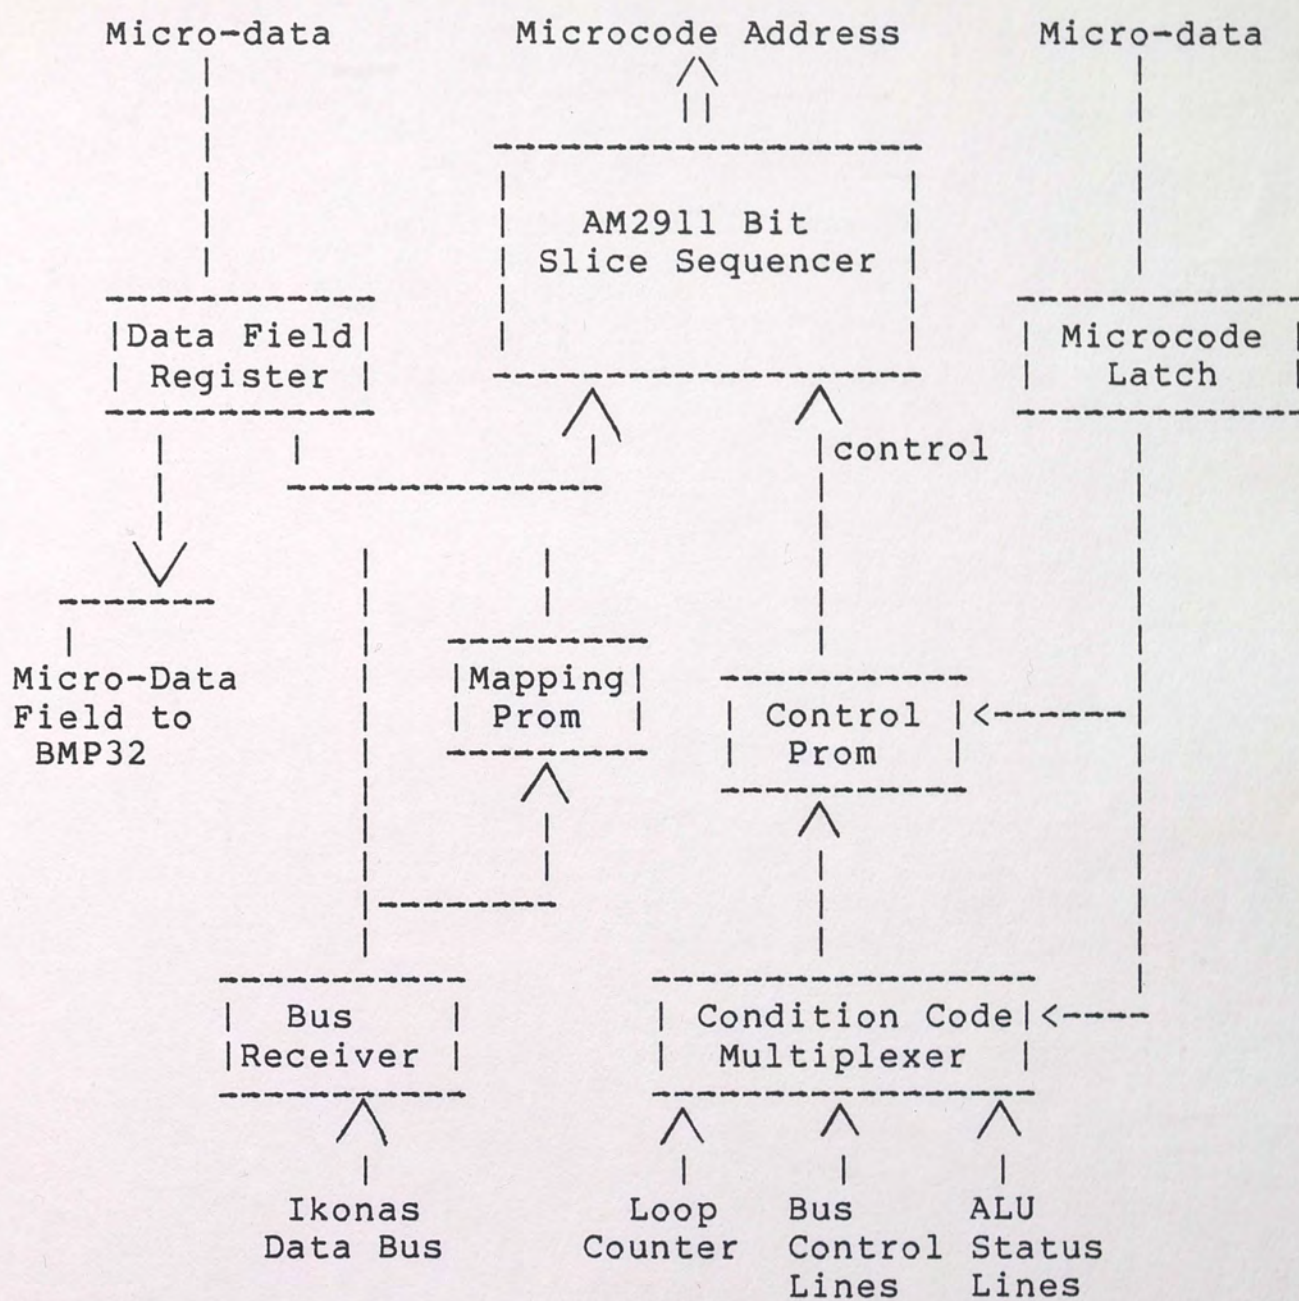 Micro-data
Microcode Address
Micro-data
AM2911 Bit
Slice Sequencer
Data Field
Register
Microcode
Latch
control
Micro-Data
Field to
BMP32
Mapping
Prom
Control
Prom
Bus
Receiver
Condition Code
Multiplexer
Ikonas
Data Bus
Loop
Counter
Bus
Control
Lines
ALU
Status
Lines